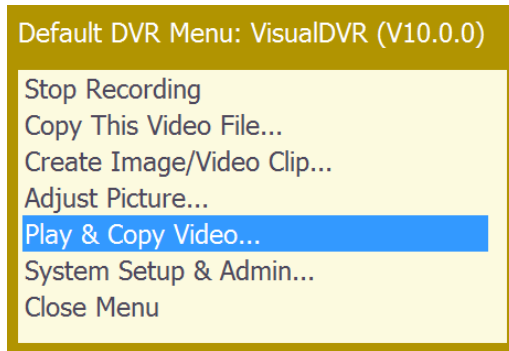 Default DVR Menu: VisualDVR (V10.0.0)
Stop Recording
Copy This Video File...
Create Image/Video Clip...
Adjust Picture...
Play & Copy Video...
System Setup & Admin...
Close Menu